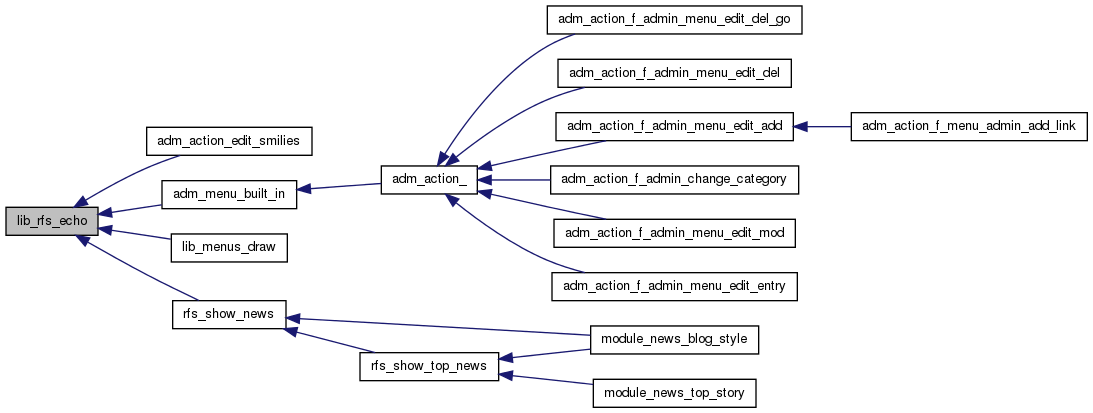 adm_action_f_admin_menu_edit_del_go
adm_action_f_admin_menu_edit_del
adm_action_f_admin_menu_edit_add
adm_action_f_menu_admin_add_link
adm_action_edit_smilies
adm_action_
adm_action_f_admin_change_category
adm_menu_built_in
lib_rfs_echo
adm_action_f_admin_menu_edit_mod
lib_menus_draw
adm_action_f_admin_menu_edit_entry
rfs_show_news
module_news_blog_style
rfs_show_top_news
module_news_top_story